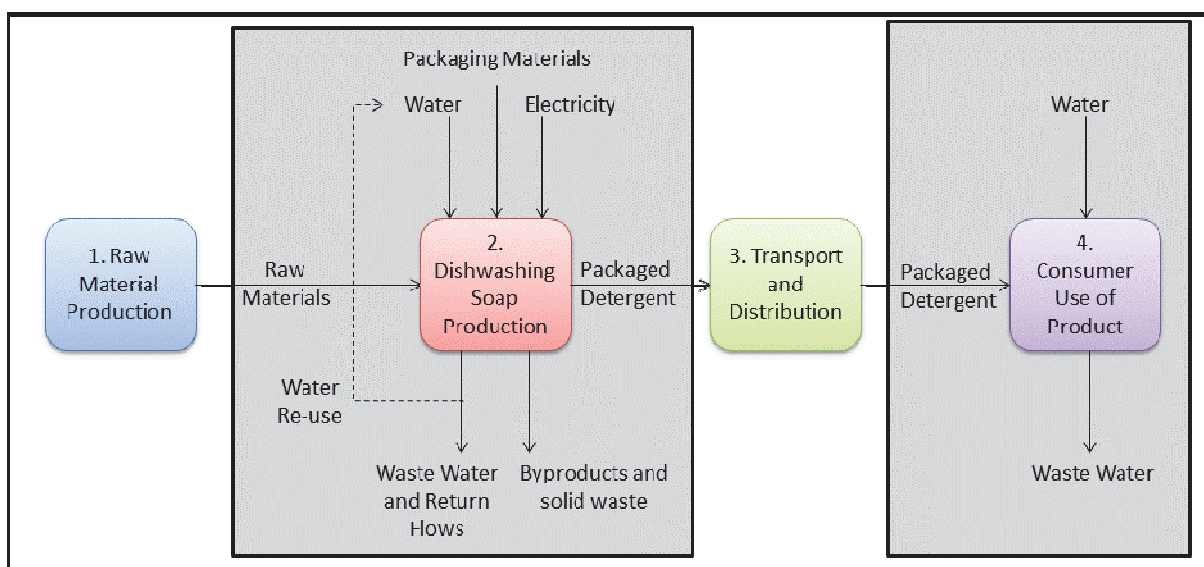 Packaging Materials
Water
Electricity
Water
1. Raw
Material
Production
Raw
Materials
2.
Dishwashing
Soap
Production
Packaged
Detergent
3. Transport
and
Distribution
Packaged
Detergent
4.
Consumer
Use of
Product
Water
Re-use
Waste Water
and Return
Flows
Byproducts and
solid waste
Waste Water